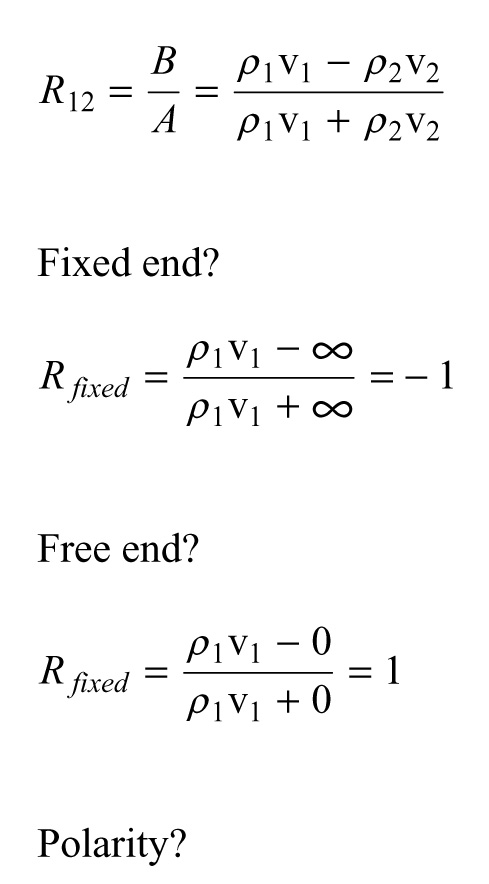 R₁₂ = B/A = (ρ₁v₁ − ρ₂v₂)/(ρ₁v₁ + ρ₂v₂)
Fixed end?
R_fixed = (ρ₁v₁ − ∞)/(ρ₁v₁ + ∞) = − 1
Free end?
R_fixed = (ρ₁v₁ − 0)/(ρ₁v₁ + 0) = 1
Polarity?